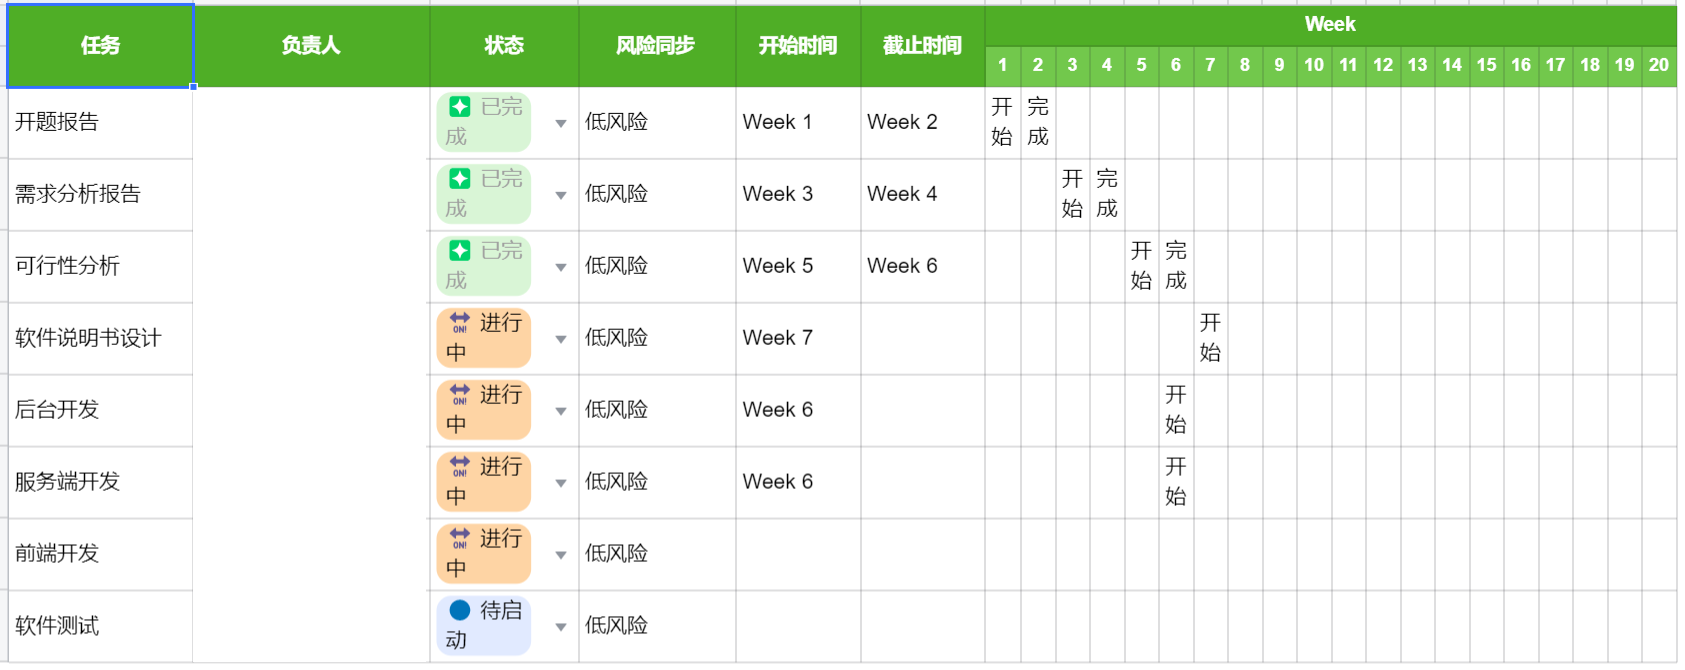 任务 负责人 状态 风险同步 开始时间 截止时间 Week
1 2 3 4 5 6 7 8 9 10 11 12 13 14 15 16 17 18 19 20
开题报告 已完成 低风险 Week 1 Week 2 开始 完成
需求分析报告 已完成 低风险 Week 3 Week 4 开始 完成
可行性分析 已完成 低风险 Week 5 Week 6 开始 完成
软件说明书设计 ON! 进行中 低风险 Week 7 开始
后台开发 ON! 进行中 低风险 Week 6 开始
服务端开发 ON! 进行中 低风险 Week 6 开始
前端开发 ON! 进行中 低风险
软件测试 待启动 低风险